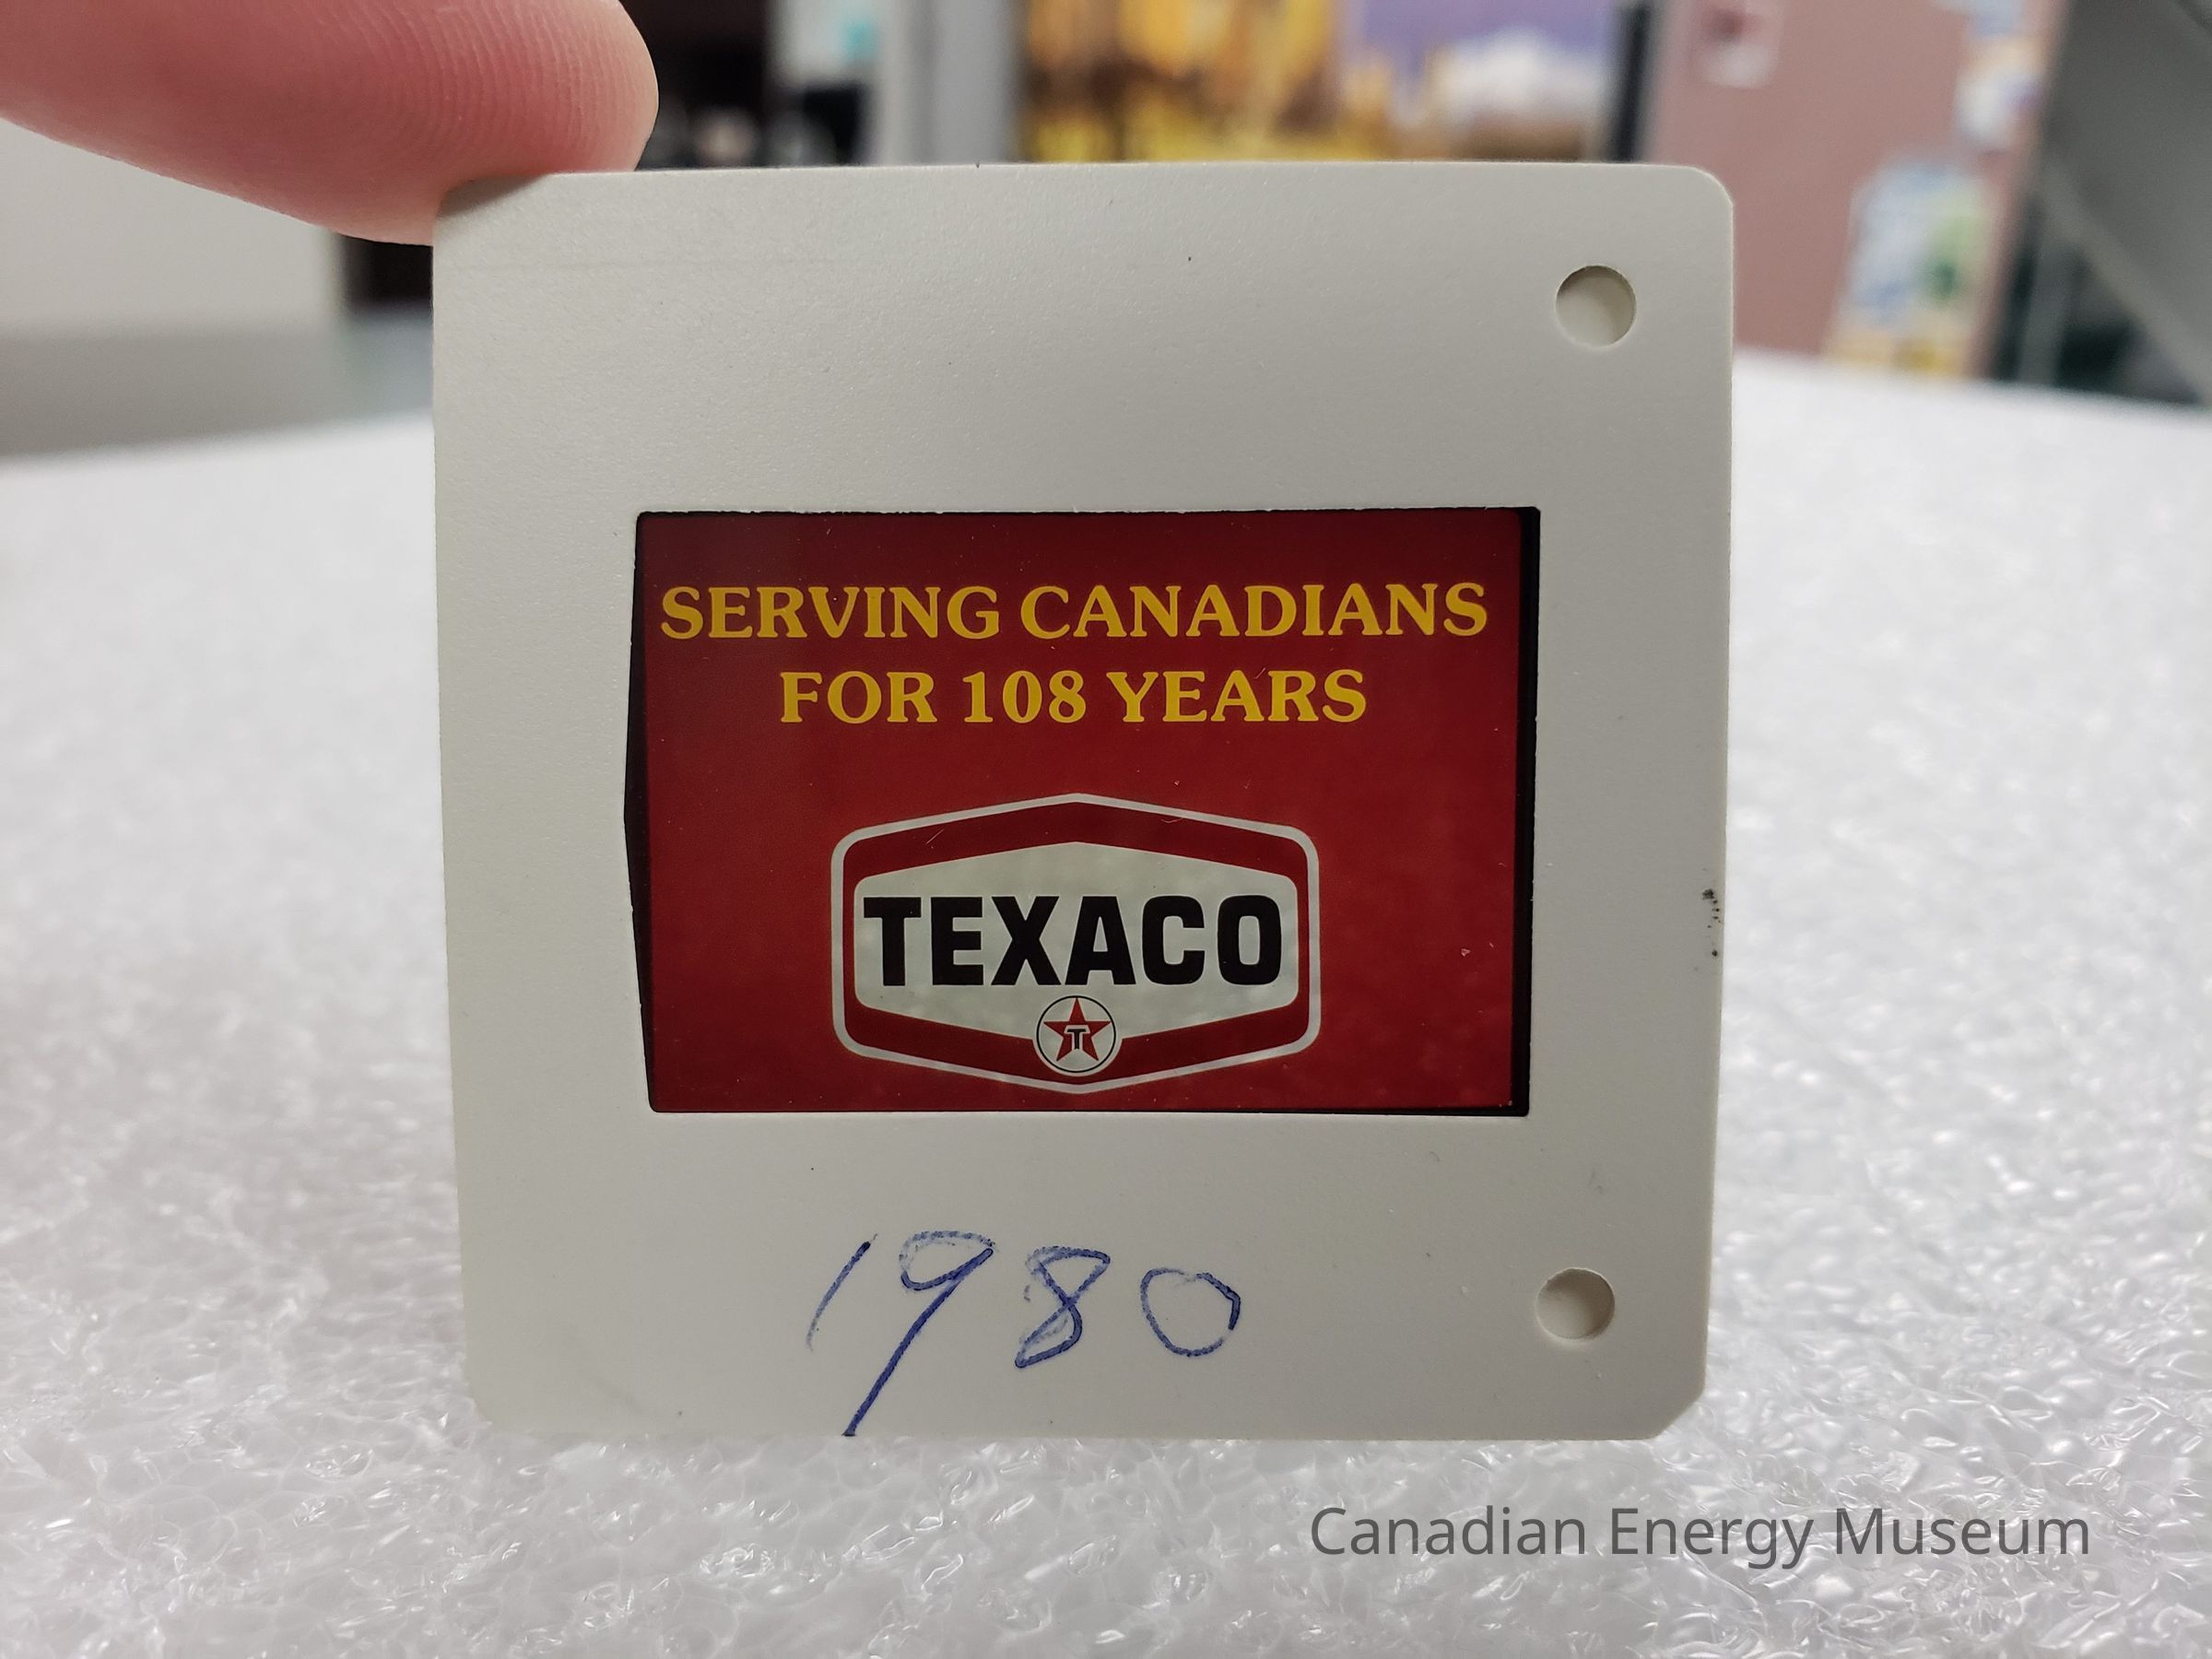 SERVING CANADIANS
FOR 108 YEARS
TEXACO
T
1980
Canadian Energy Museum